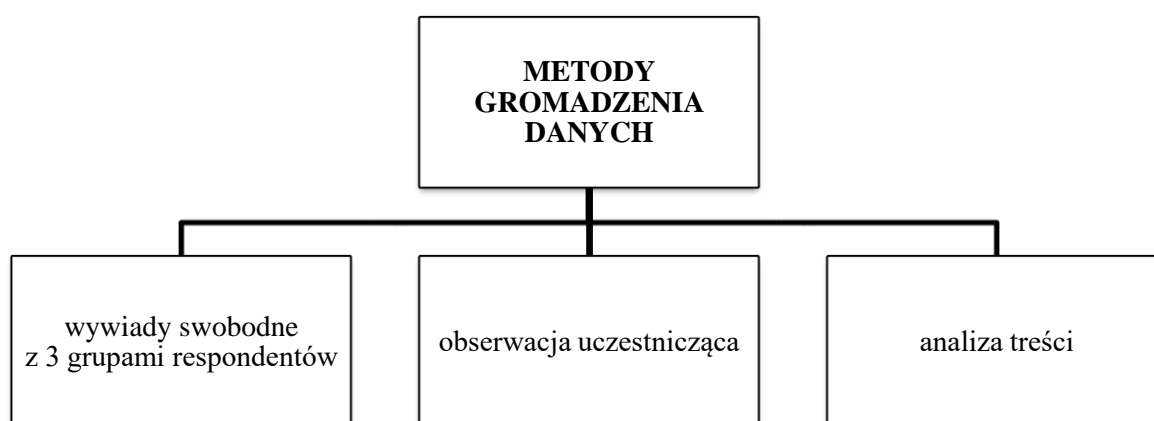 METODY
GROMADZENIA
DANYCH
wywiady swobodne
z 3 grupami respondentów
obserwacja uczestnicząca
analiza treści